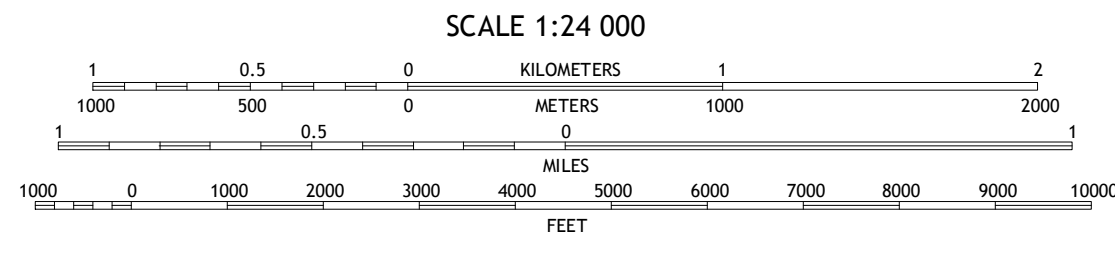 SCALE 1:24 000
1 0.5 0 KILOMETERS 1 2
1000 500 0 METERS 1000 2000
1 0.5 0 1
MILES
1000 0 1000 2000 3000 4000 5000 6000 7000 8000 9000 10000
FEET